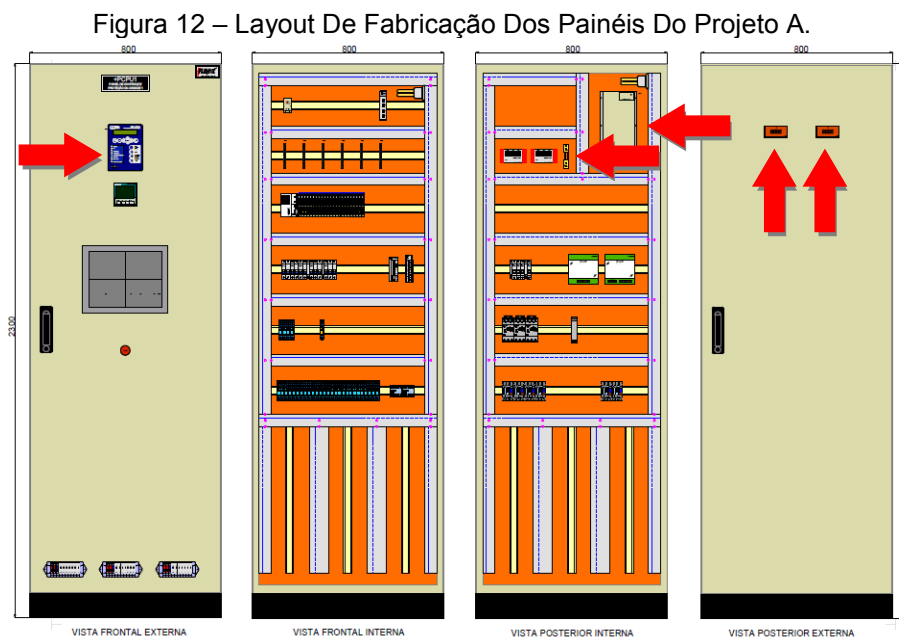 Figura 12 – Layout De Fabricação Dos Painéis Do Projeto A.
800
800
800
800
2300
+PCPU1
VISTA FRONTAL EXTERNA
VISTA FRONTAL INTERNA
VISTA POSTERIOR INTERNA
VISTA POSTERIOR EXTERNA